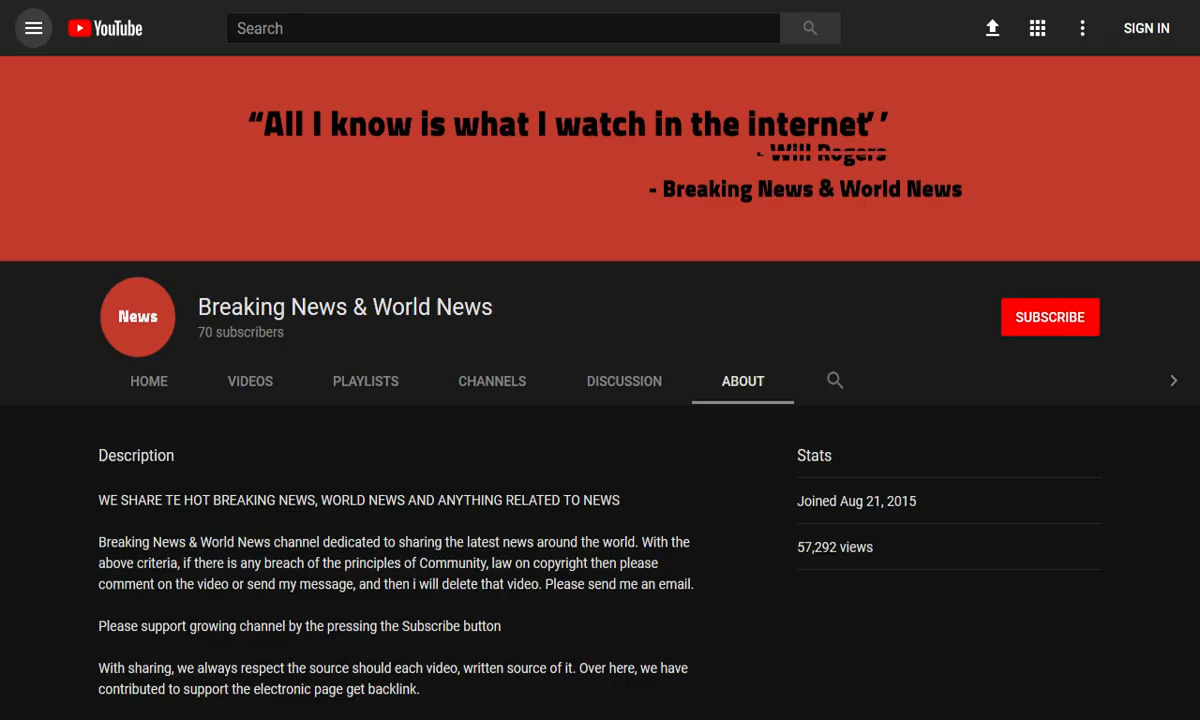 YouTube
Search
SIGN IN
“All I know is what I watch in the internet’’
- Will Rogers
- Breaking News & World News
News
Breaking News & World News
70 subscribers
SUBSCRIBE
HOME VIDEOS PLAYLISTS CHANNELS DISCUSSION ABOUT
Description
WE SHARE TE HOT BREAKING NEWS, WORLD NEWS AND ANYTHING RELATED TO NEWS
Breaking News & World News channel dedicated to sharing the latest news around the world. With the
above criteria, if there is any breach of the principles of Community, law on copyright then please
comment on the video or send my message, and then i will delete that video. Please send me an email.
Please support growing channel by the pressing the Subscribe button
With sharing, we always respect the source should each video, written source of it. Over here, we have
contributed to support the electronic page get backlink.
Stats
Joined Aug 21, 2015
57,292 views